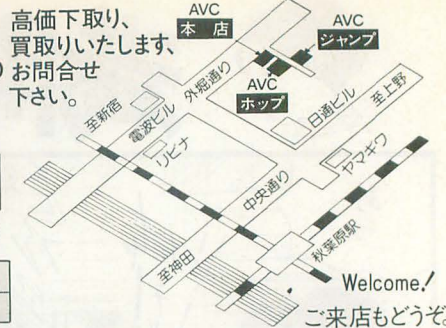 高価下取り、
買取りいたします、
お問合せ
下さい。
AVC
本店
AVC
ジャンプ
AVC
ホップ
外堀通り
至新宿
電波ビル
リビナ
日通ビル
至上野
ヤマギワ
中央通り
秋葉原駅
至神田
Welcome!
ご来店もどうぞ。